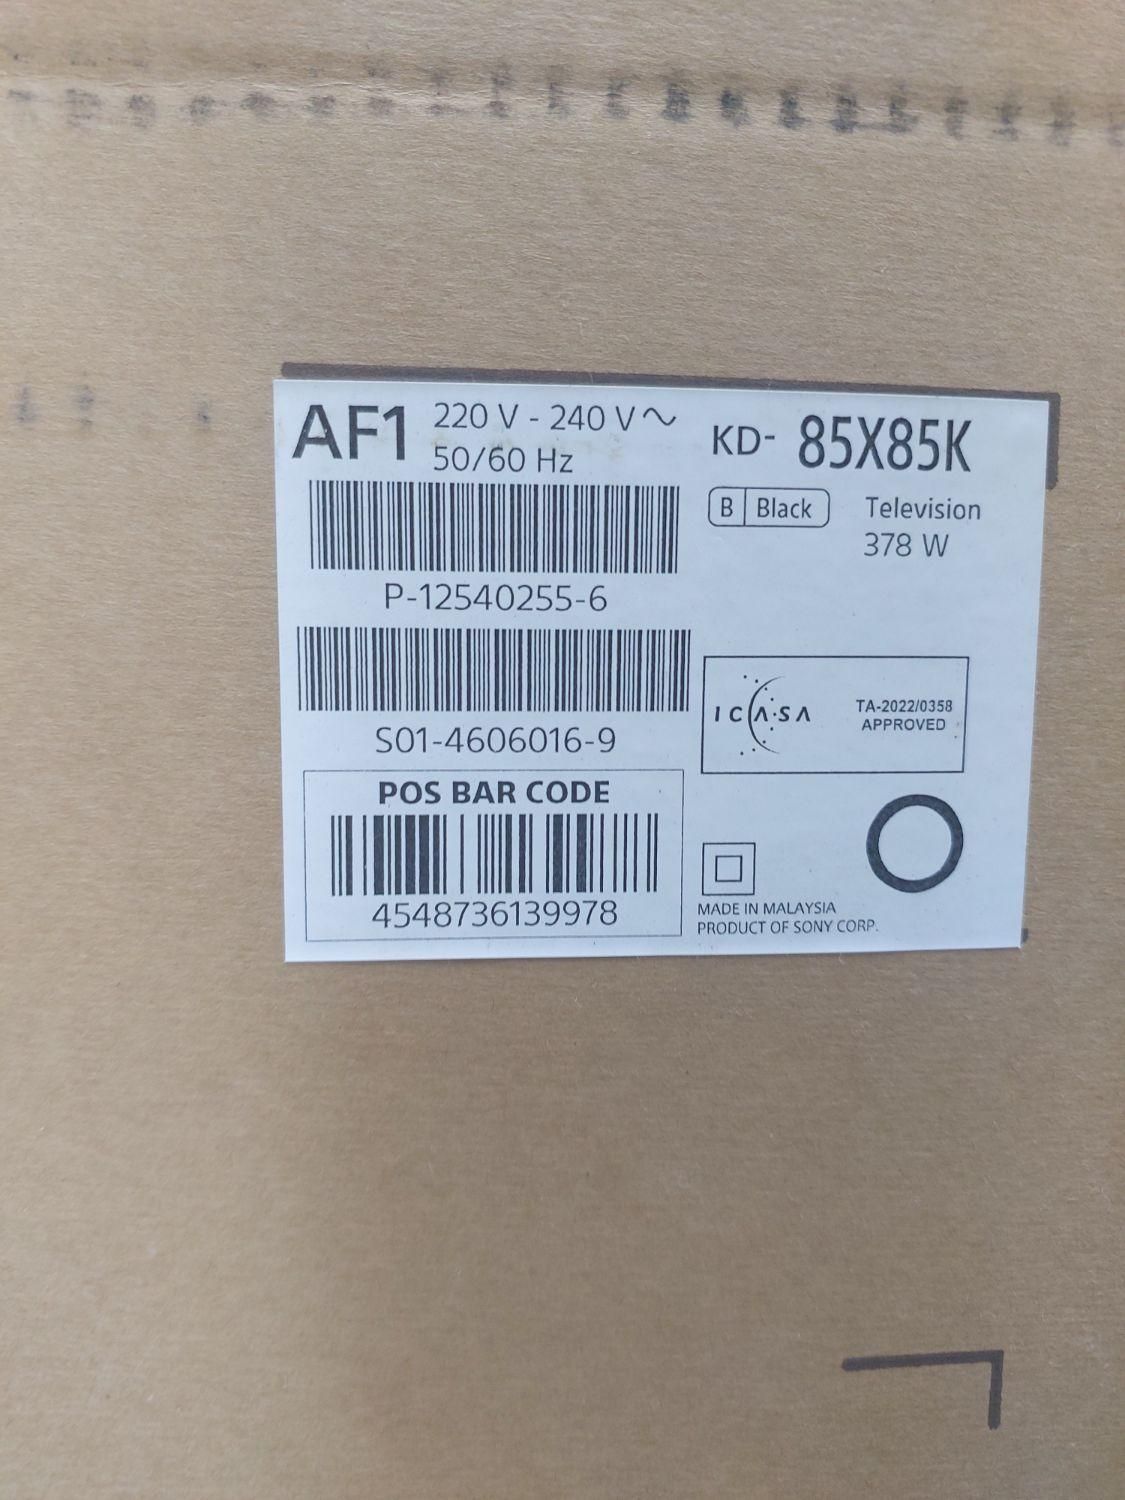 AF1
220 V - 240 V ~
50/60 Hz
P-12540255-6
S01-4606016-9
POS BAR CODE
4548736139978
KD- 85X85K
B Black
Television
378 W
ICASA
TA-2022/0358
APPROVED
MADE IN MALAYSIA
PRODUCT OF SONY CORP.